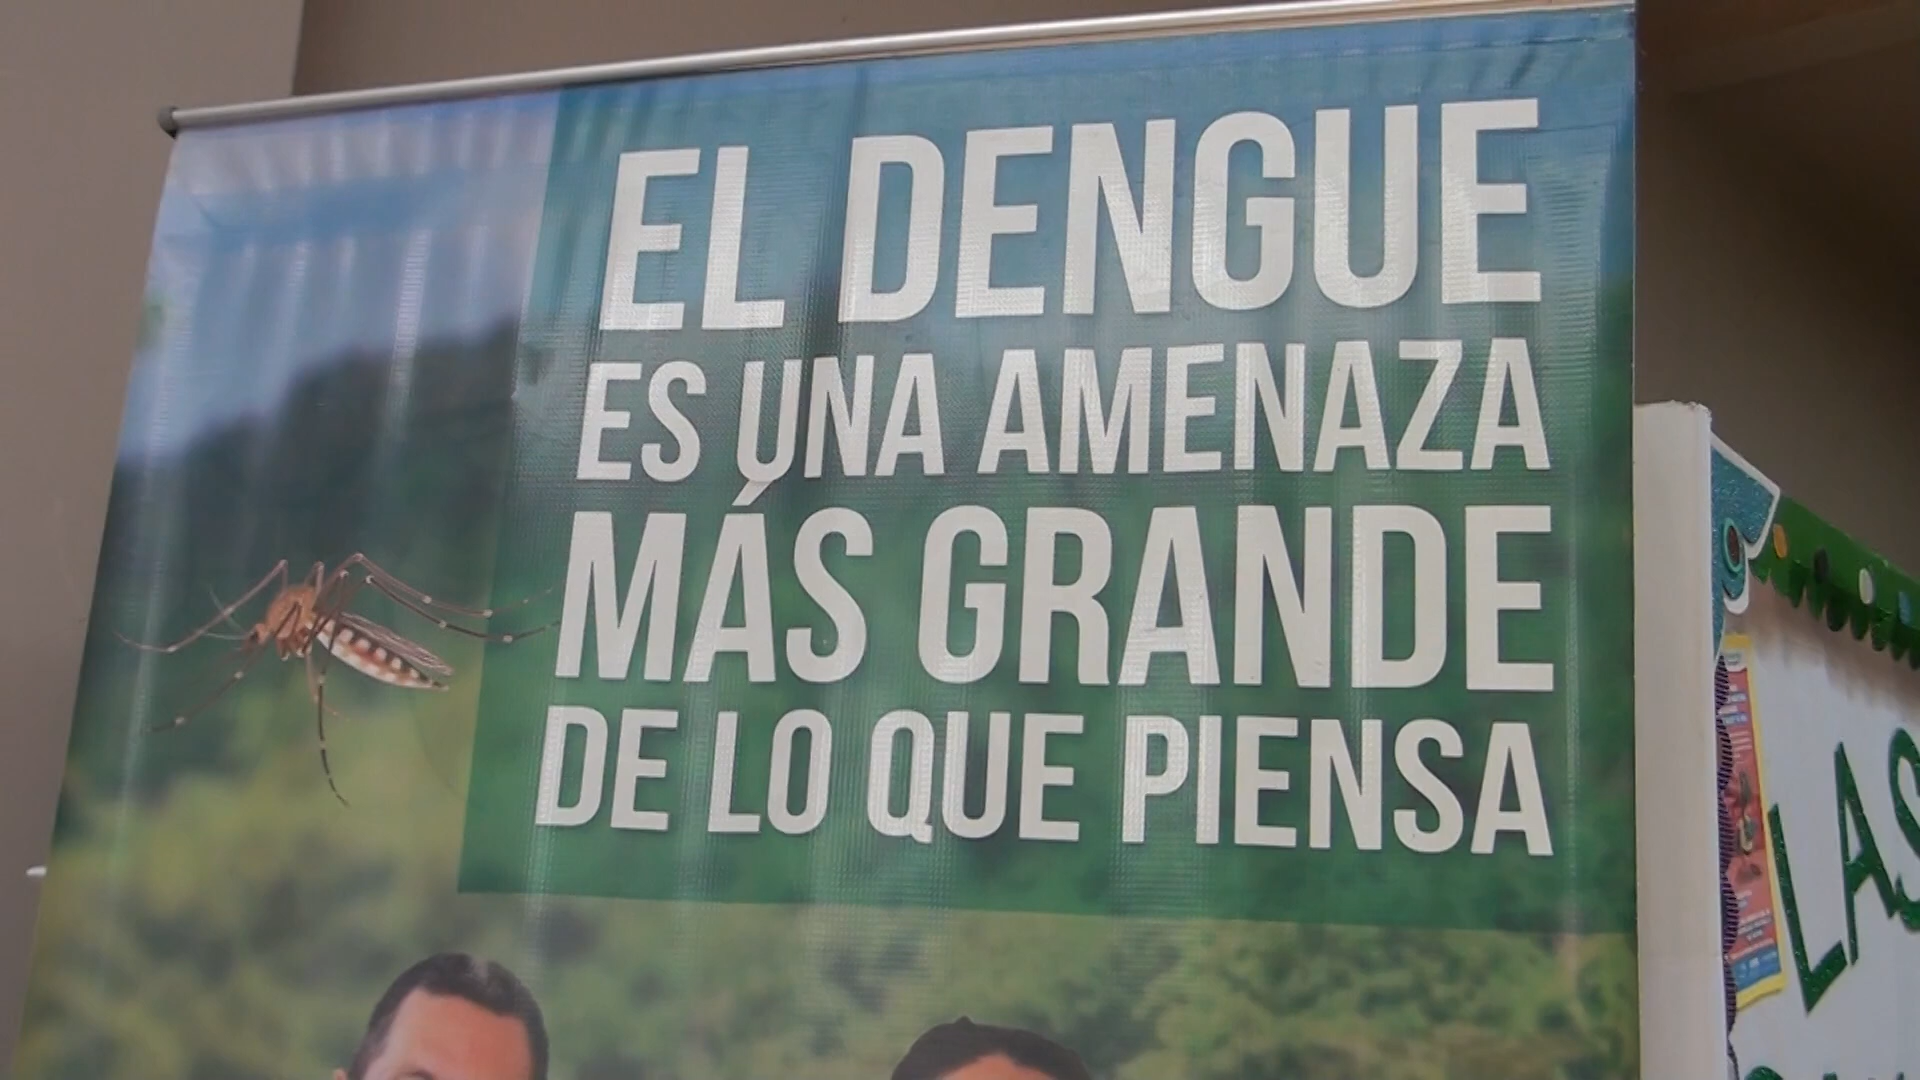 EL DENGUE
ES UNA AMENAZA
MÁS GRANDE
DE LO QUE PIENSA
LAS